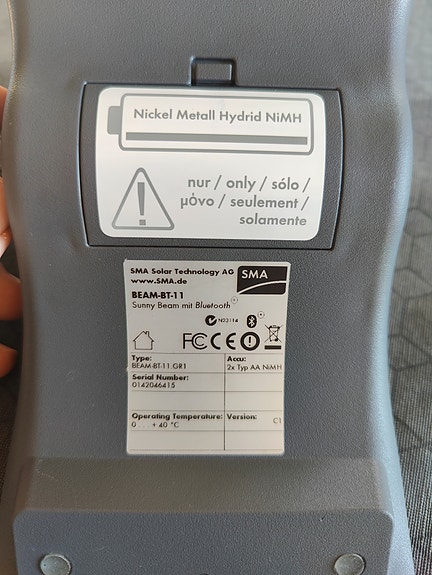 Nickel Metall Hydrid NiMH
nur / only / sólo /
μόνο / seulement /
solamente
SMA Solar Technology AG
www.SMA.de
SMA
BEAM-BT-11
Sunny Beam mit Bluetooth
N23114
FC CE
Type:
BEAM-BT-11.GR1
Accu:
2x Typ AA NiMH
Serial Number:
0142046415
Operating Temperature:
0 ... + 40 °C
Version:
C1